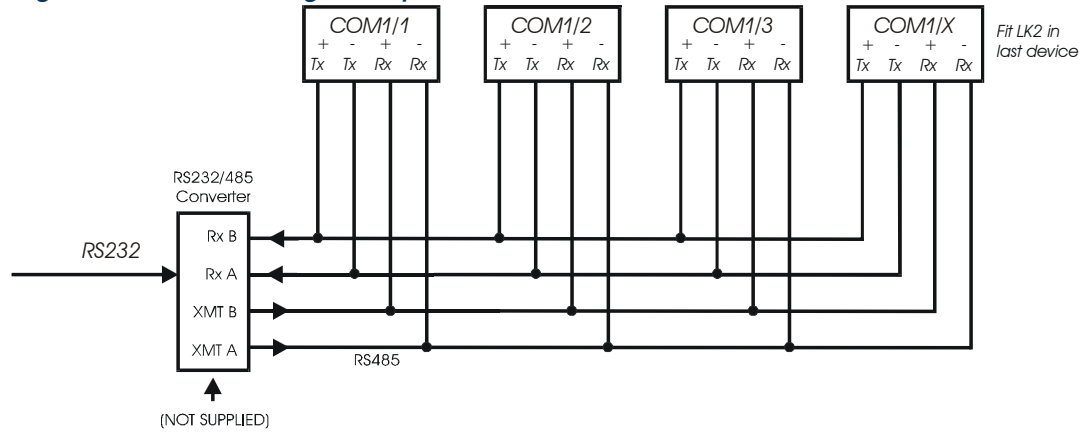 COM1/1
+ - + -
Tx Tx Rx Rx
COM1/2
+ - + -
Tx Tx Rx Rx
COM1/3
+ - + -
Tx Tx Rx Rx
COM1/X
+ - + -
Tx Tx Rx Rx
Fit LK2 in
last device
RS232/485
Converter
RS232
Rx B
Rx A
XMT B
XMT A
RS485
(NOT SUPPLIED)